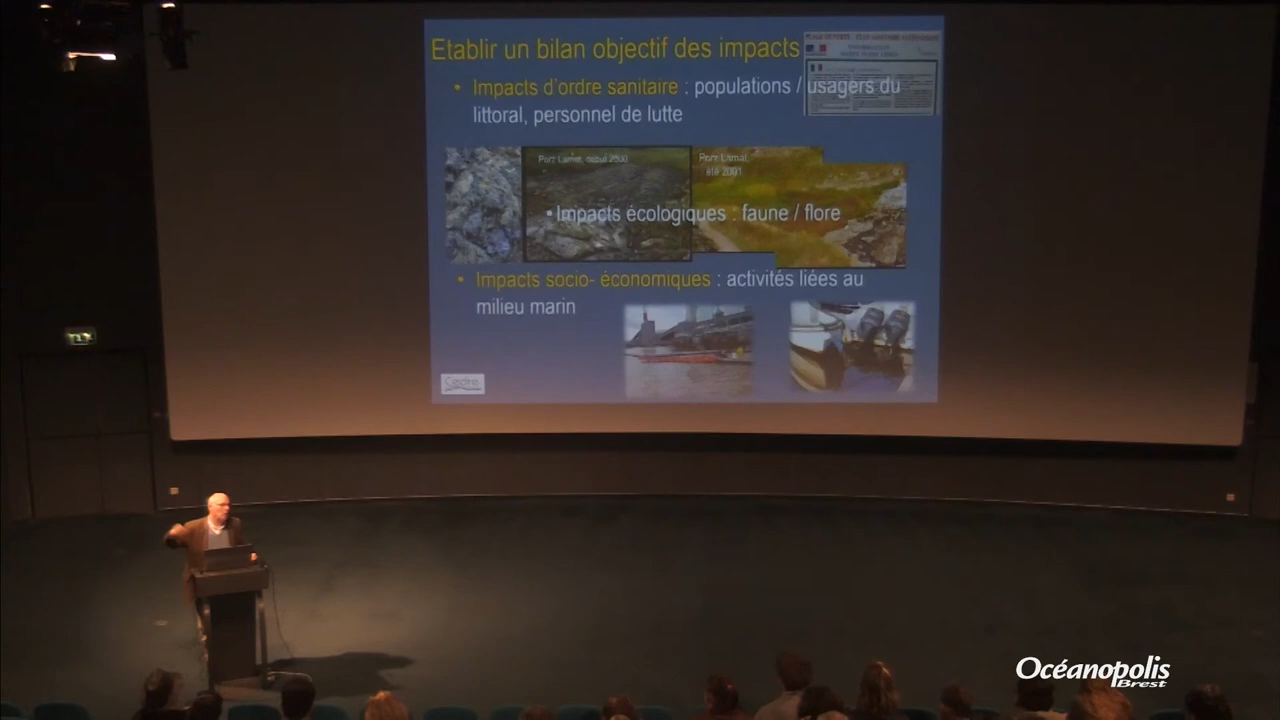 Etablir un bilan objectif des impacts
• Impacts d'ordre sanitaire : populations / usagers du
littoral, personnel de lutte
Porz Lamat, début 2000
Porz Lamat,
été 2001
• Impacts écologiques : faune / flore
• Impacts socio- économiques : activités liées au
milieu marin
Cedre
Océanopolis
Brest